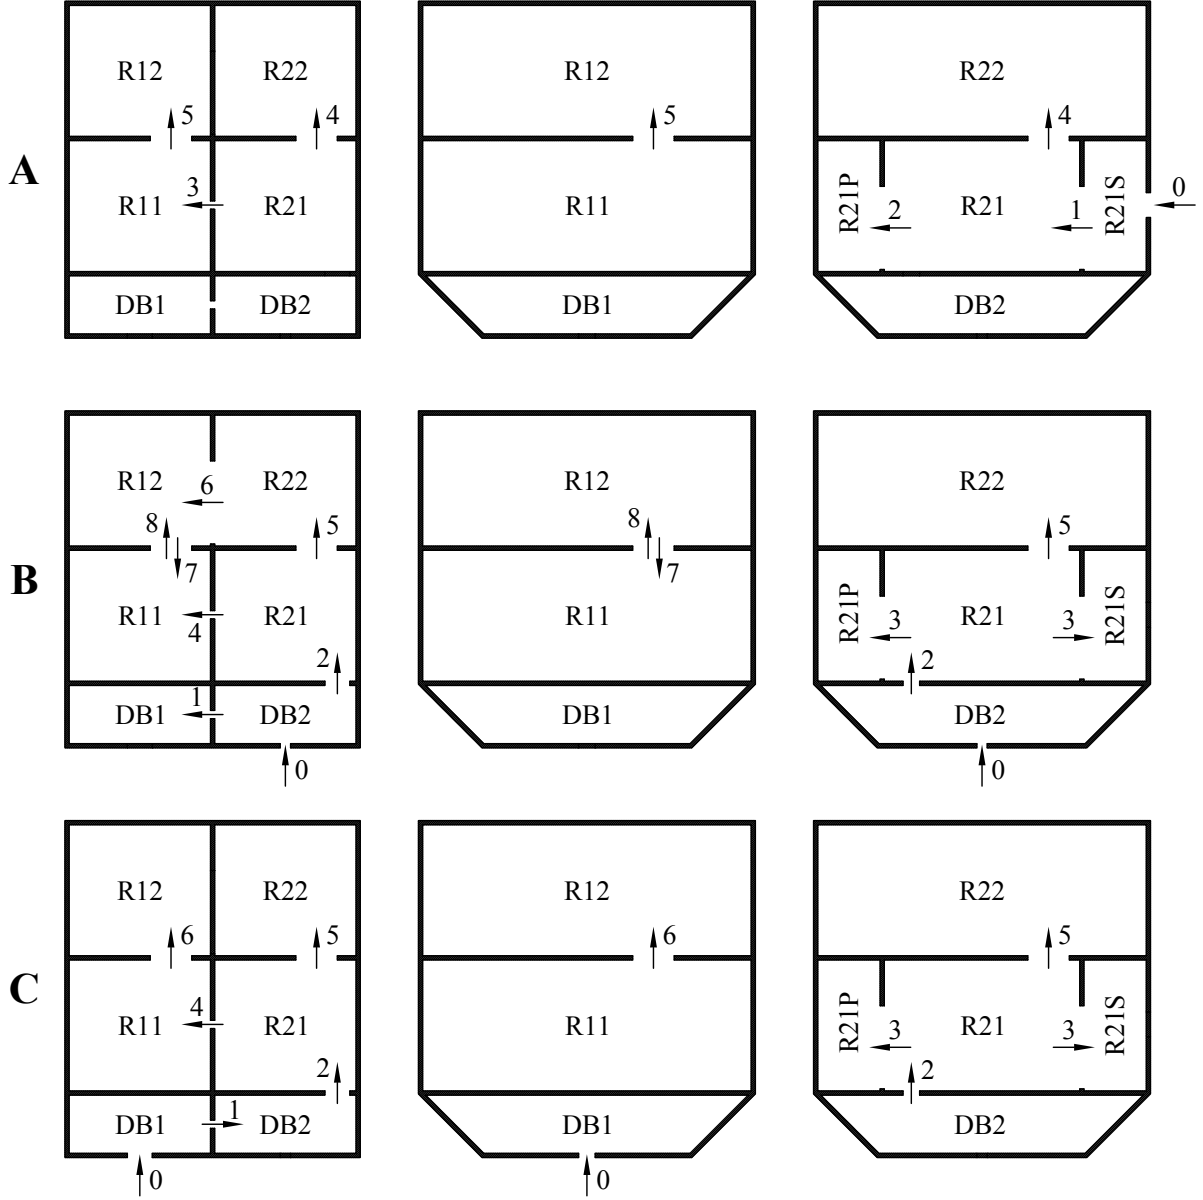 R12 R22 R12 R22
5 4 5 4
A R11 3 R21 R11 R21P 2 R21 1 R21S 0
DB1 DB2 DB1 DB2
R12 6 R22 R12 R22
8 7 5 8 7 5
B R11 4 R21 R11 R21P 3 R21 3 R21S
2 2
DB1 1 DB2 DB1 DB2
0 0
R12 R22 R12 R22
6 5 6 5
C R11 4 R21 R11 R21P 3 R21 3 R21S
2 2
DB1 1 DB2 DB1 DB2
0 0